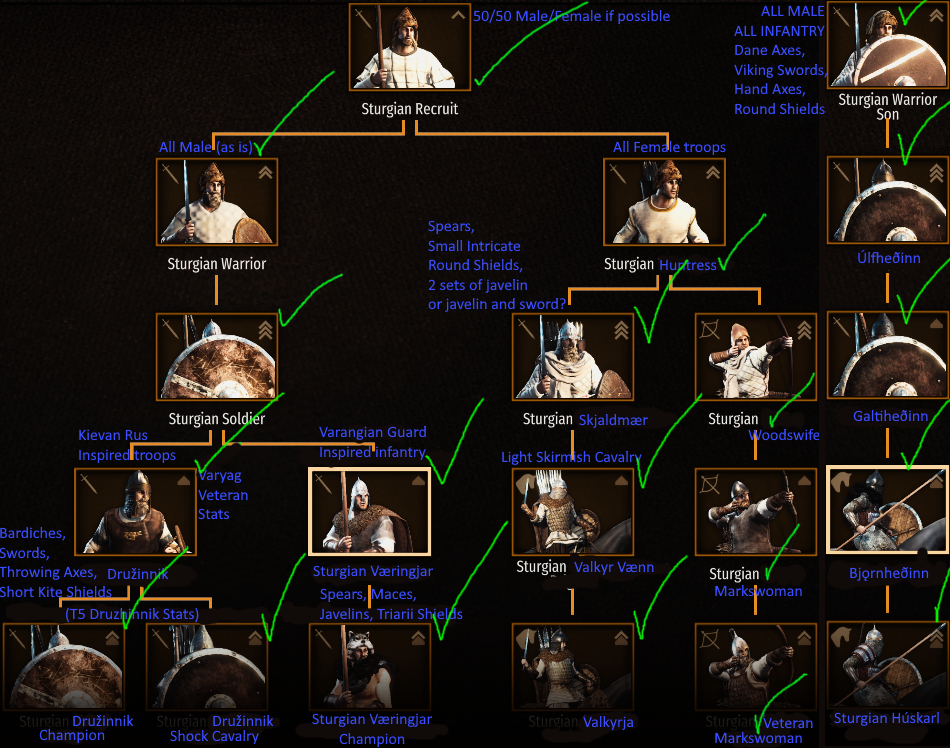 50/50 Male/Female if possible
ALL MALE
ALL INFANTRY
Dane Axes,
Viking Swords,
Hand Axes,
Round Shields
Sturgian Recruit
Sturgian Warrior
Son
All Male (as is)
All Female troops
Sturgian Warrior
Sturgian Huntress
Úlfheðinn
Spears,
Small Intricate
Round Shields,
2 sets of javelin
or javelin and sword?
Sturgian Soldier
Sturgian Skjaldmær
Sturgian
Woodswife
Galtiheðinn
Kievan Rus
Inspired troops
Varangian Guard
Inspired infantry
Light Skirmish Cavalry
Varyag
Veteran
Stats
Bardiches,
Swords,
Throwing Axes,
Short Kite Shields
Družinnik
Sturgian Væringjar
Sturgian Valkyr Vænn
Sturgian
Markswoman
Bjǫrnheðinn
(T5 Druzhinnik Stats)
Spears, Maces,
Javelins, Triarii Shields
Sturgian Družinnik
Champion
Sturgian Družinnik
Shock Cavalry
Sturgian Væringjar
Champion
Sturgian Valkyrja
Sturgian Veteran
Markswoman
Sturgian Húskarl